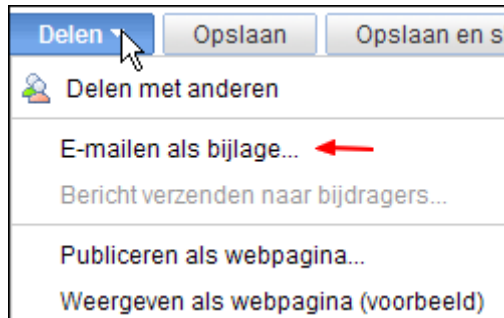 Delen Opslaan Opslaan en s
Delen met anderen
E-mailen als bijlage...
Bericht verzenden naar bijdragers...
Publiceren als webpagina...
Weergeven als webpagina (voorbeeld)